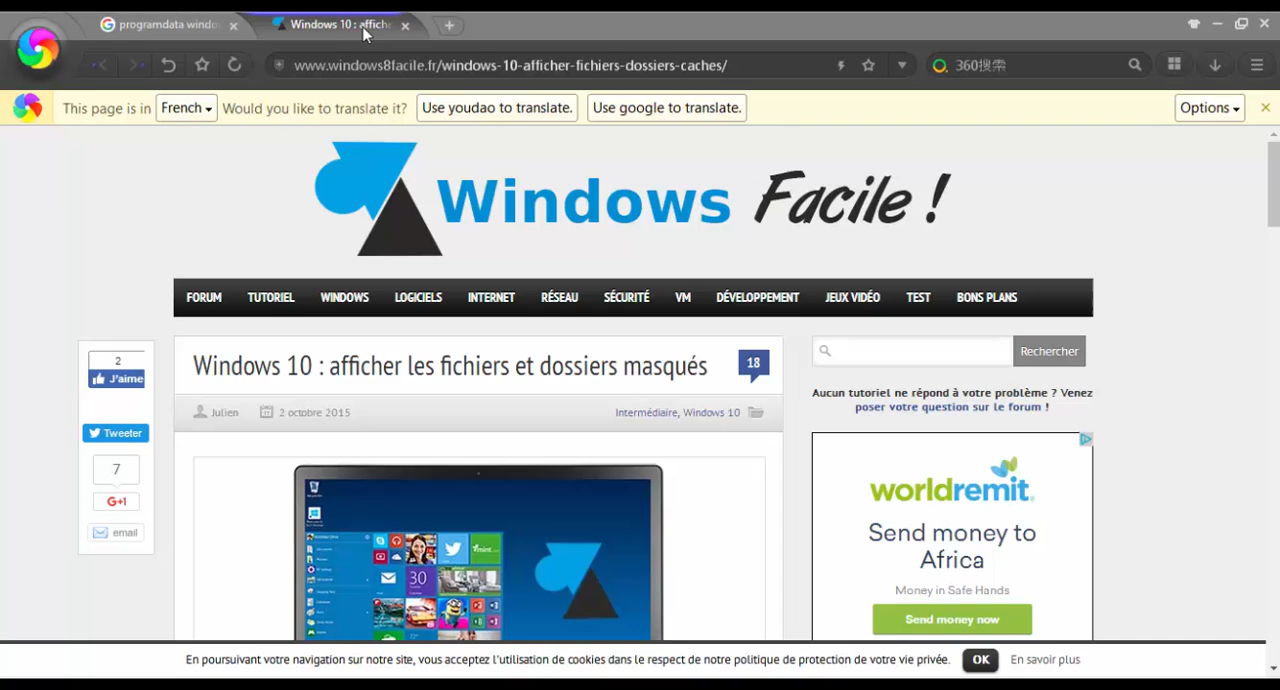 programdata windo
Windows 10 : affiche
www.windows8facile.fr/windows-10-afficher-fichiers-dossiers-caches/
360搜索
This page is in French Would you like to translate it? Use youdao to translate. Use google to translate. Options
Windows Facile !
FORUM TUTORIEL WINDOWS LOGICIELS INTERNET RÉSEAU SÉCURITÉ VM DÉVELOPPEMENT JEUX VIDÉO TEST BONS PLANS
2
J'aime
Tweeter
7
G+1
email
Windows 10 : afficher les fichiers et dossiers masqués
18
Julien 2 octobre 2015 Intermédiaire, Windows 10
30
Rechercher
Aucun tutoriel ne répond à votre problème ? Venez
poser votre question sur le forum !
worldremit
Send money to
Africa
Money in Safe Hands
Send money now
En poursuivant votre navigation sur notre site, vous acceptez l'utilisation de cookies dans le respect de notre politique de protection de votre vie privée. OK En savoir plus